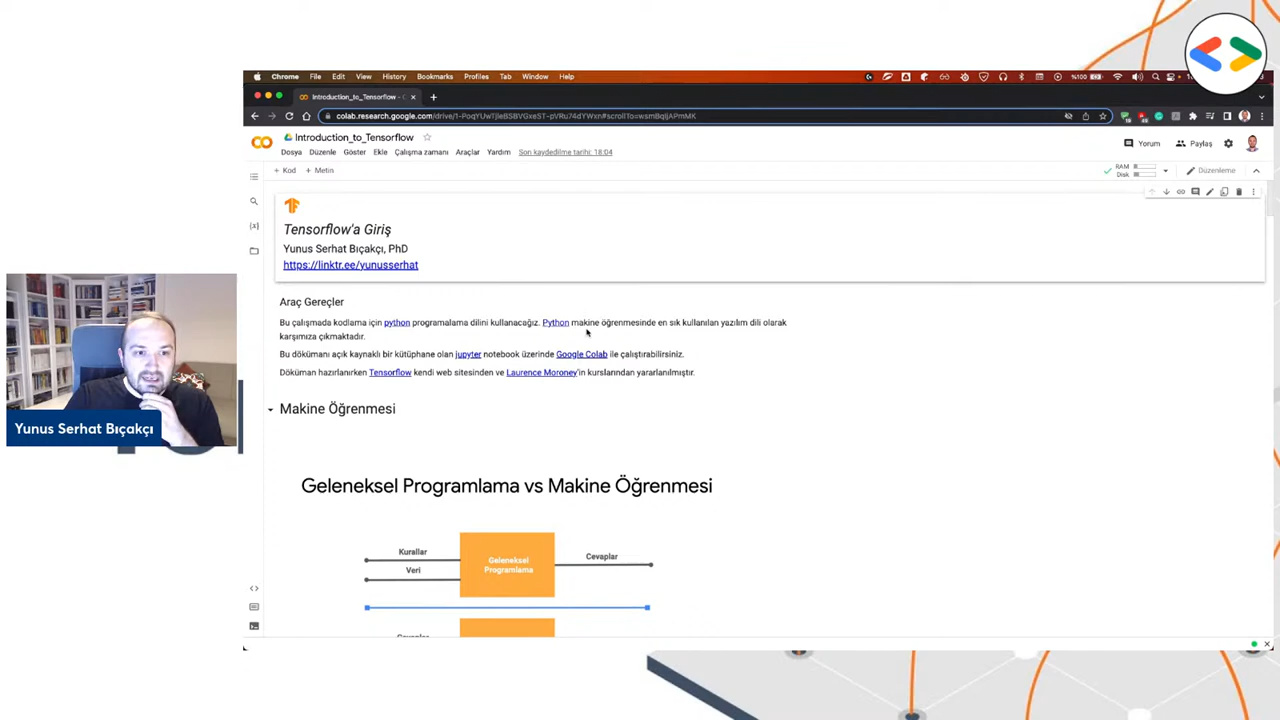 Chrome File Edit View History Bookmarks Profiles Tab Window Help
%100
Introduction_to_Tensorflow - C
Introduction_to_Tensorflow
Dosya Düzenle Göster Ekle Çalışma zamanı Araçlar Yardım Son kaydedilme tarihi: 18:04
Yorum Paylaş
+ Kod + Metin
RAM
Disk
Düzenleme
Tensorflow'a Giriş
Yunus Serhat Bıçakçı, PhD
https://linktr.ee/yunusserhat
Araç Gereçler
Bu çalışmada kodlama için python programalama dilini kullanacağız. Python makine öğrenmesinde en sık kullanılan yazılım dili olarak
karşımıza çıkmaktadır.
Bu dökümanı açık kaynaklı bir kütüphane olan jupyter notebook üzerinde Google Colab ile çalıştırabilirsiniz.
Döküman hazırlanırken Tensorflow kendi web sitesinden ve Laurence Moroney'in kurslarından yararlanılmıştır.
Makine Öğrenmesi
Geleneksel Programlama vs Makine Öğrenmesi
Kurallar
Veri
Geleneksel
Programlama
Cevaplar
Yunus Serhat Bıçakçı